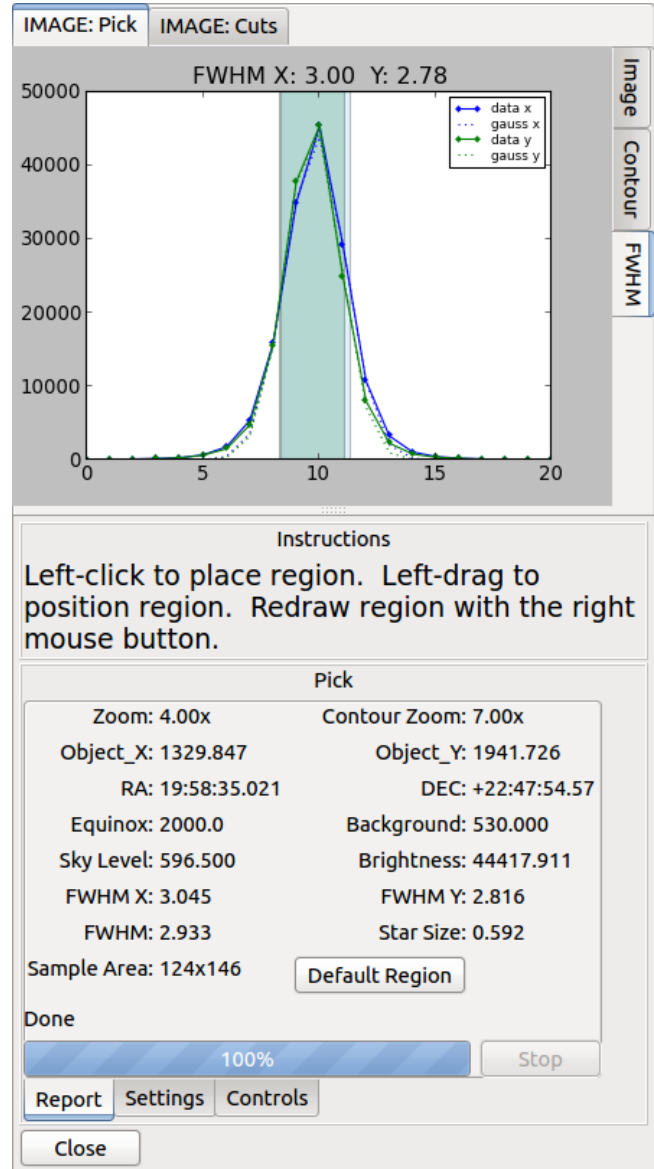 IMAGE: Pick
IMAGE: Cuts
FWHM X: 3.00  Y: 2.78
50000
40000
30000
20000
10000
0
0
5
10
15
20
data x
gauss x
data y
gauss y
Image
Contour
FWHM
Instructions
Left-click to place region.  Left-drag to
position region.  Redraw region with the right
mouse button.
Pick
Zoom: 4.00x Contour Zoom: 7.00x
Object_X: 1329.847 Object_Y: 1941.726
RA: 19:58:35.021 DEC: +22:47:54.57
Equinox: 2000.0 Background: 530.000
Sky Level: 596.500 Brightness: 44417.911
FWHM X: 3.045 FWHM Y: 2.816
FWHM: 2.933 Star Size: 0.592
Sample Area: 124x146 Default Region
Done
100% Stop
Report Settings Controls
Close